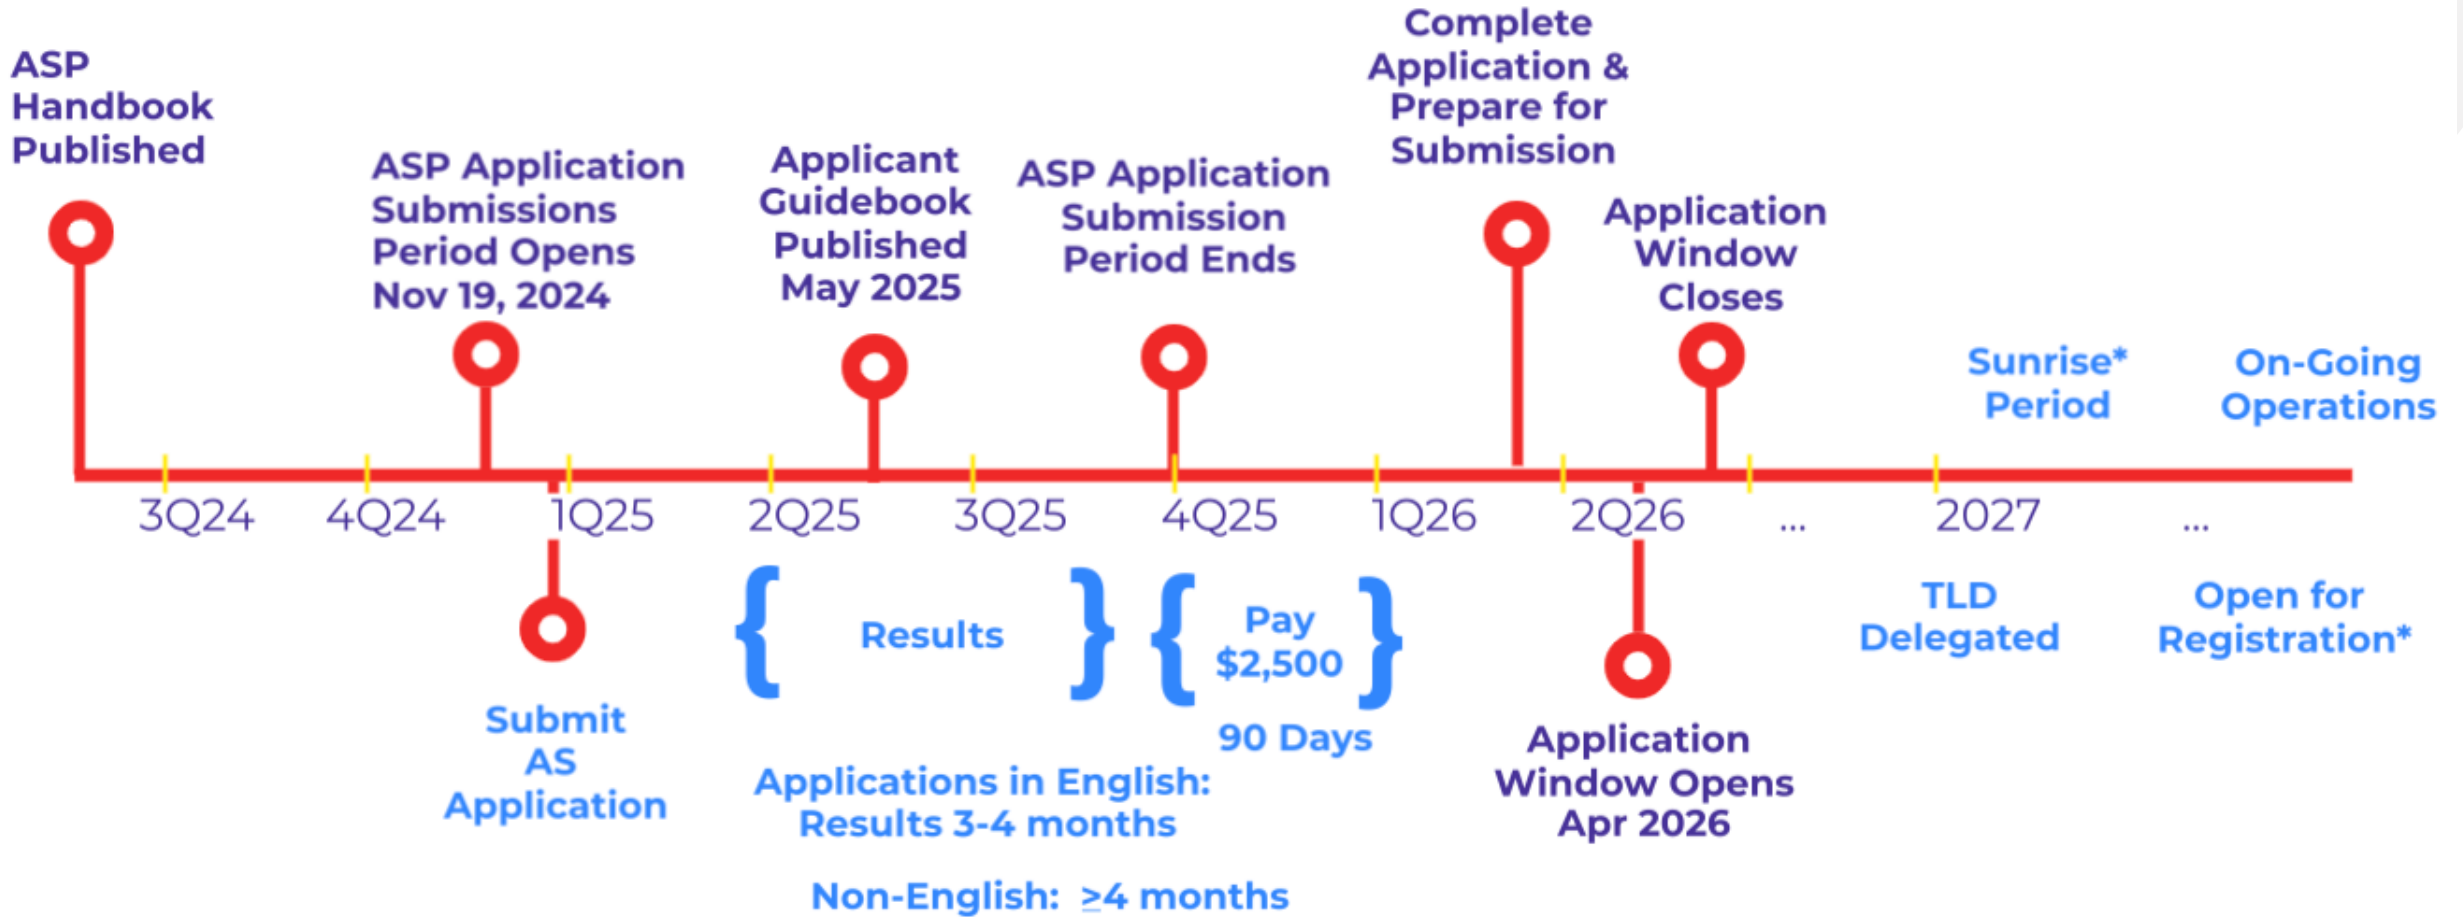 ASP
Handbook
Published
ASP Application
Submissions
Period Opens
Nov 19, 2024
Applicant
Guidebook
Published
May 2025
ASP Application
Submission
Period Ends
Complete
Application &
Prepare for
Submission
Application
Window
Closes
Sunrise*
Period
On-Going
Operations
3Q24
4Q24
1Q25
2Q25
3Q25
4Q25
1Q26
2Q26
...
2027
...
Submit
AS
Application
{ Results }
{ Pay
$2,500 }
90 Days
Applications in English:
Results 3-4 months
Non-English: ≥4 months
Application
Window Opens
Apr 2026
TLD
Delegated
Open for
Registration*